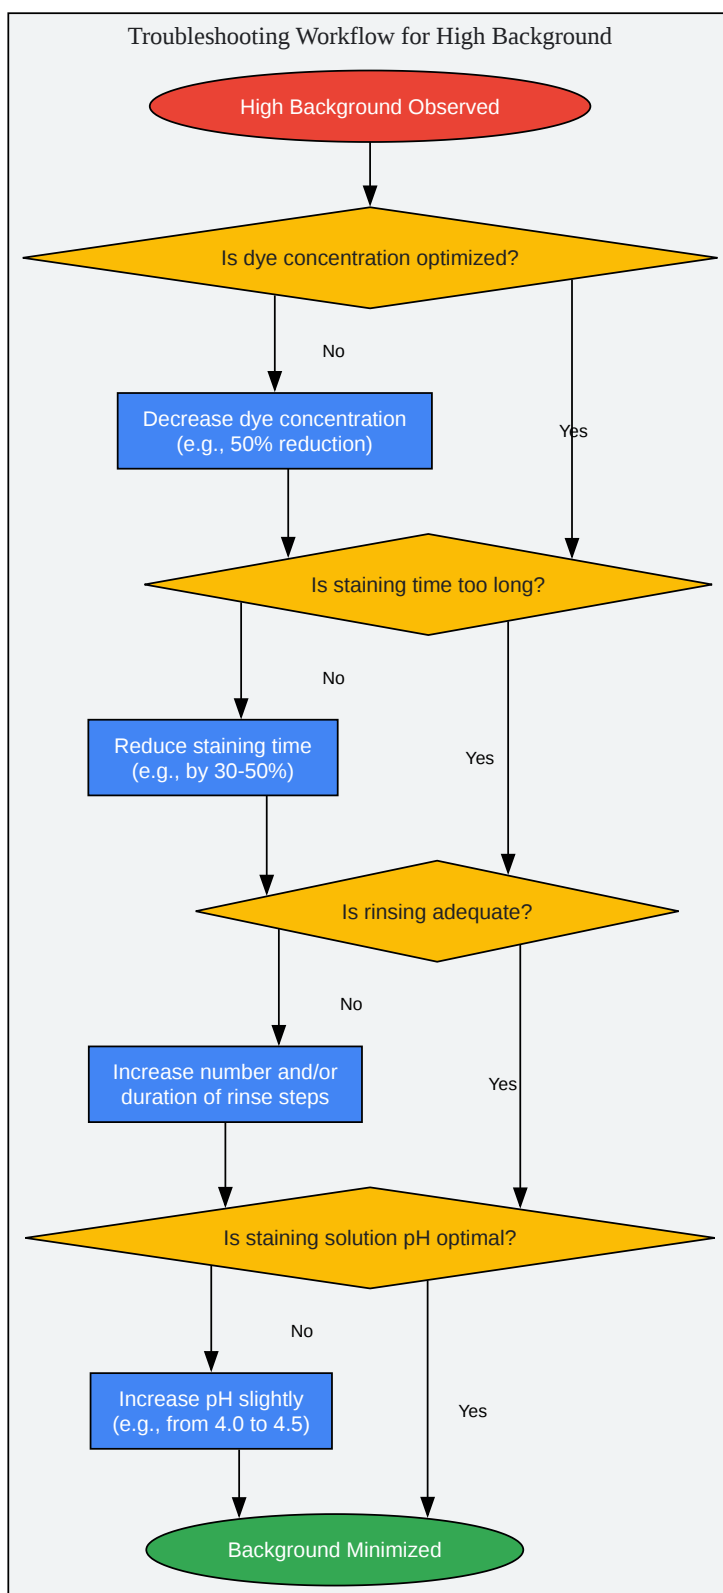 Troubleshooting Workflow for High Background
High Background Observed
Is dye concentration optimized?
No
Decrease dye concentration
(e.g., 50% reduction)
Yes
Is staining time too long?
No
Reduce staining time
(e.g., by 30-50%)
Yes
Is rinsing adequate?
No
Increase number and/or
duration of rinse steps
Yes
Is staining solution pH optimal?
No
Increase pH slightly
(e.g., from 4.0 to 4.5)
Yes
Background Minimized